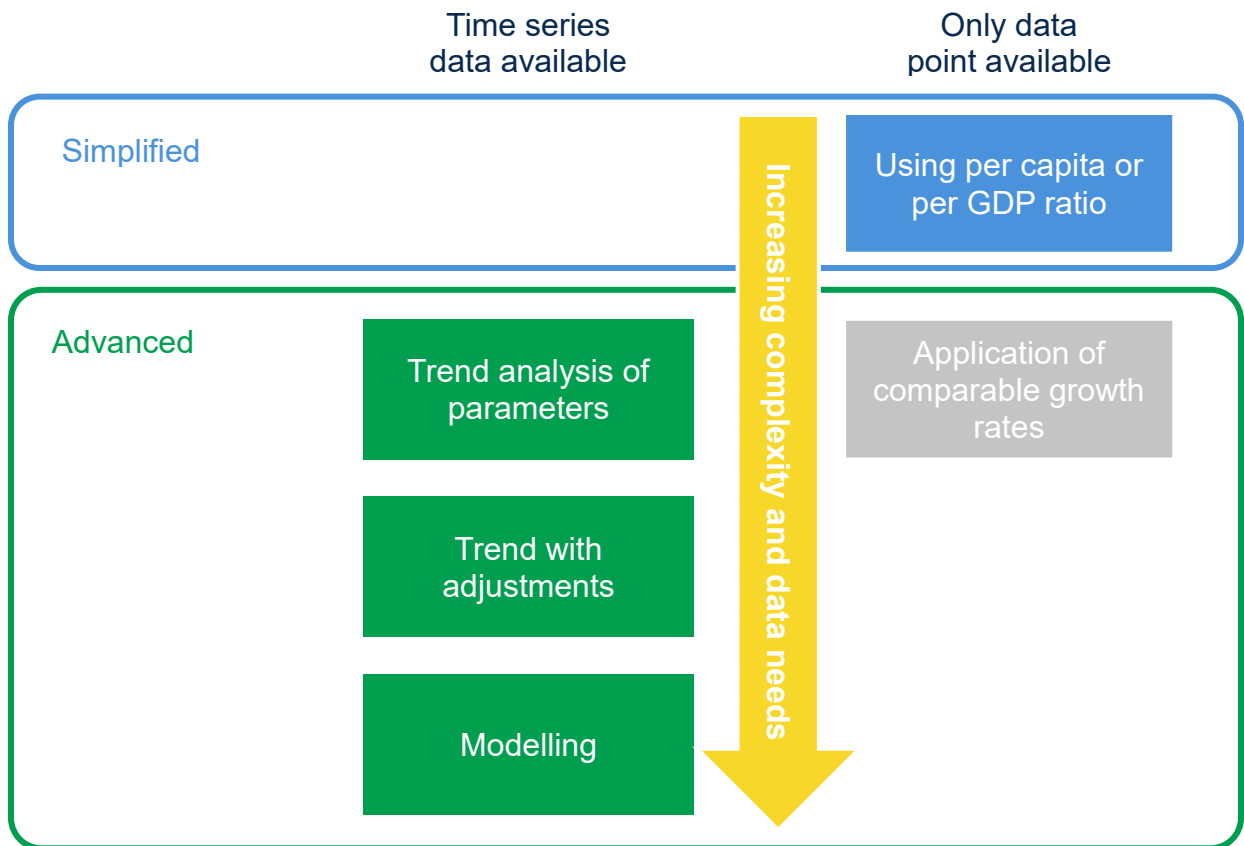 Time series
data available
Only data
point available
Simplified
Using per capita or
per GDP ratio
Increasing complexity and data needs
Advanced
Trend analysis of
parameters
Application of
comparable growth
rates
Trend with
adjustments
Modelling